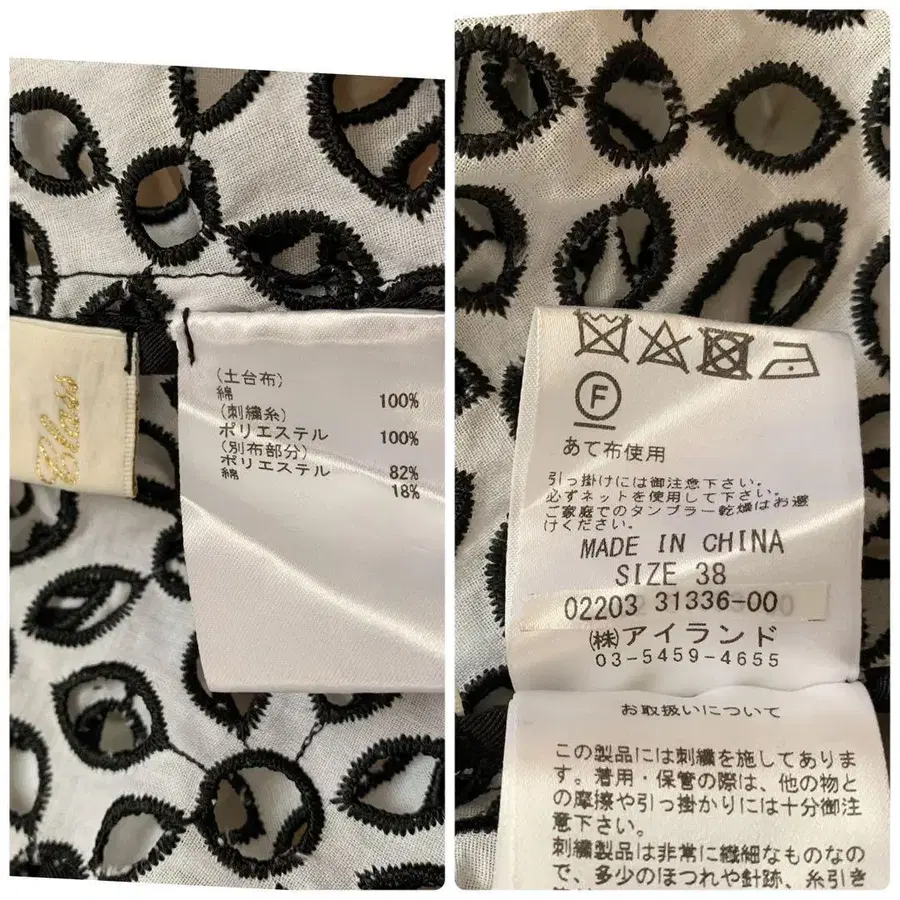 Class
(土台布)
綿 100%
(刺繍糸)
ポリエステル 100%
(別布部分)
ポリエステル 82%
綿 18%
F
あて布使用
引っ掛けには御注意下さい。
必ずネットを使用して下さい。
ご家庭でのタンブラー乾燥はお避
けください。
MADE IN CHINA
SIZE 38
02203 31336-00
㈱アイランド
03-5459-4655
お取扱いについて
この製品には刺繍を施してありま
す。着用・保管の際は、他の物と
の摩擦や引っ掛かりには十分御注
意下さい。
刺繍製品は非常に繊細なものなの
で、多少のほつれや針跡、糸引き